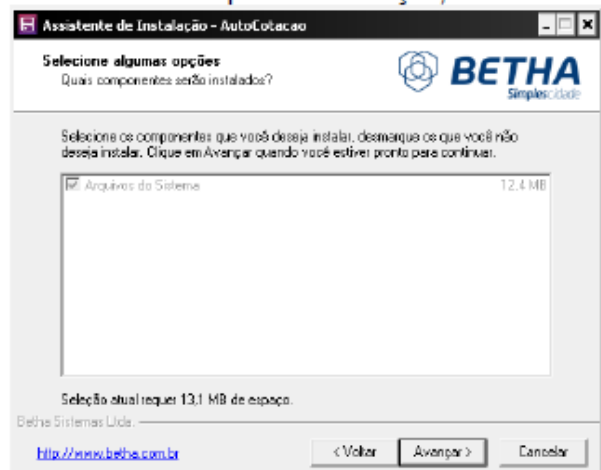 Assistente de Instalação - AutoCotacao
BETHA
Simplescidade
Selecione algumas opções
Quais componentes serão instalados?
Selecione os componentes que você deseja instalar, desmarque os que você não
deseja instalar. Clique em Avançar quando você estiver pronto para continuar.
Arquivos do Sistema 12,4 MB
Seleção atual requer 13,1 MB de espaço.
Betha Sistemas Ltda.
http://www.betha.com.br
< Voltar Avançar > Cancelar